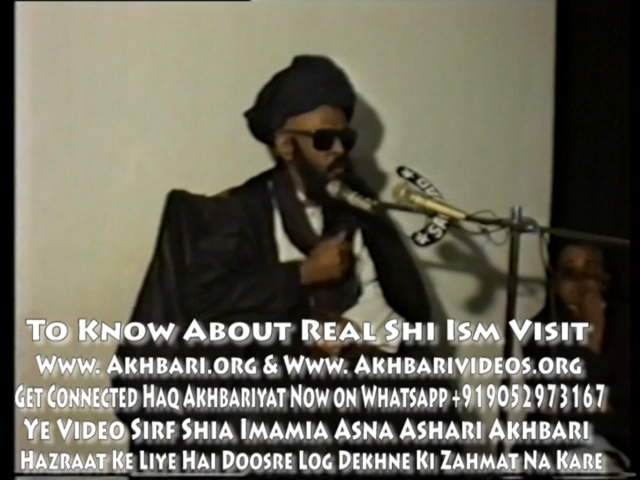 To Know About Real Shi Ism Visit
Www. Akhbari.org & Www. Akhbarivideos.org
Get Connected Haq Akhbariyat Now on Whatsapp +919052973167
Ye Video Sirf Shia Imamia Asna Ashari Akhbari
Hazraat Ke Liye Hai Doosre Log Dekhne Ki Zahmat Na Kare